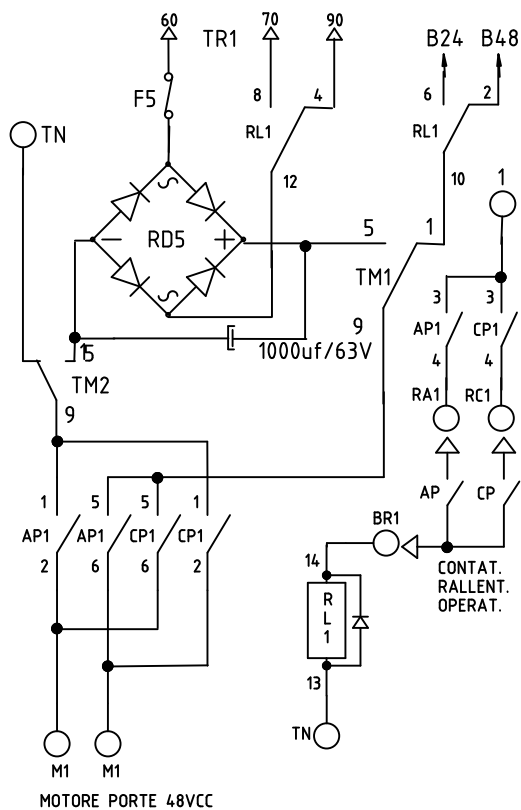 60
TR1
70
90
B24
B48
F5
8
4
6
2
TN
RL1
RL1
12
10
1
RD5
5
1
TM1
3
3
9
AP1
CP1
1000uf/63V
4
4
5
TM2
RA1
RC1
9
1
5
5
1
AP
CP
AP1
AP1
CP1
CP1
BR1
2
6
6
2
14
CONTAT.
RALLENT.
OPERAT.
R
L
1
13
TN
M1
M1
MOTORE PORTE 48VCC